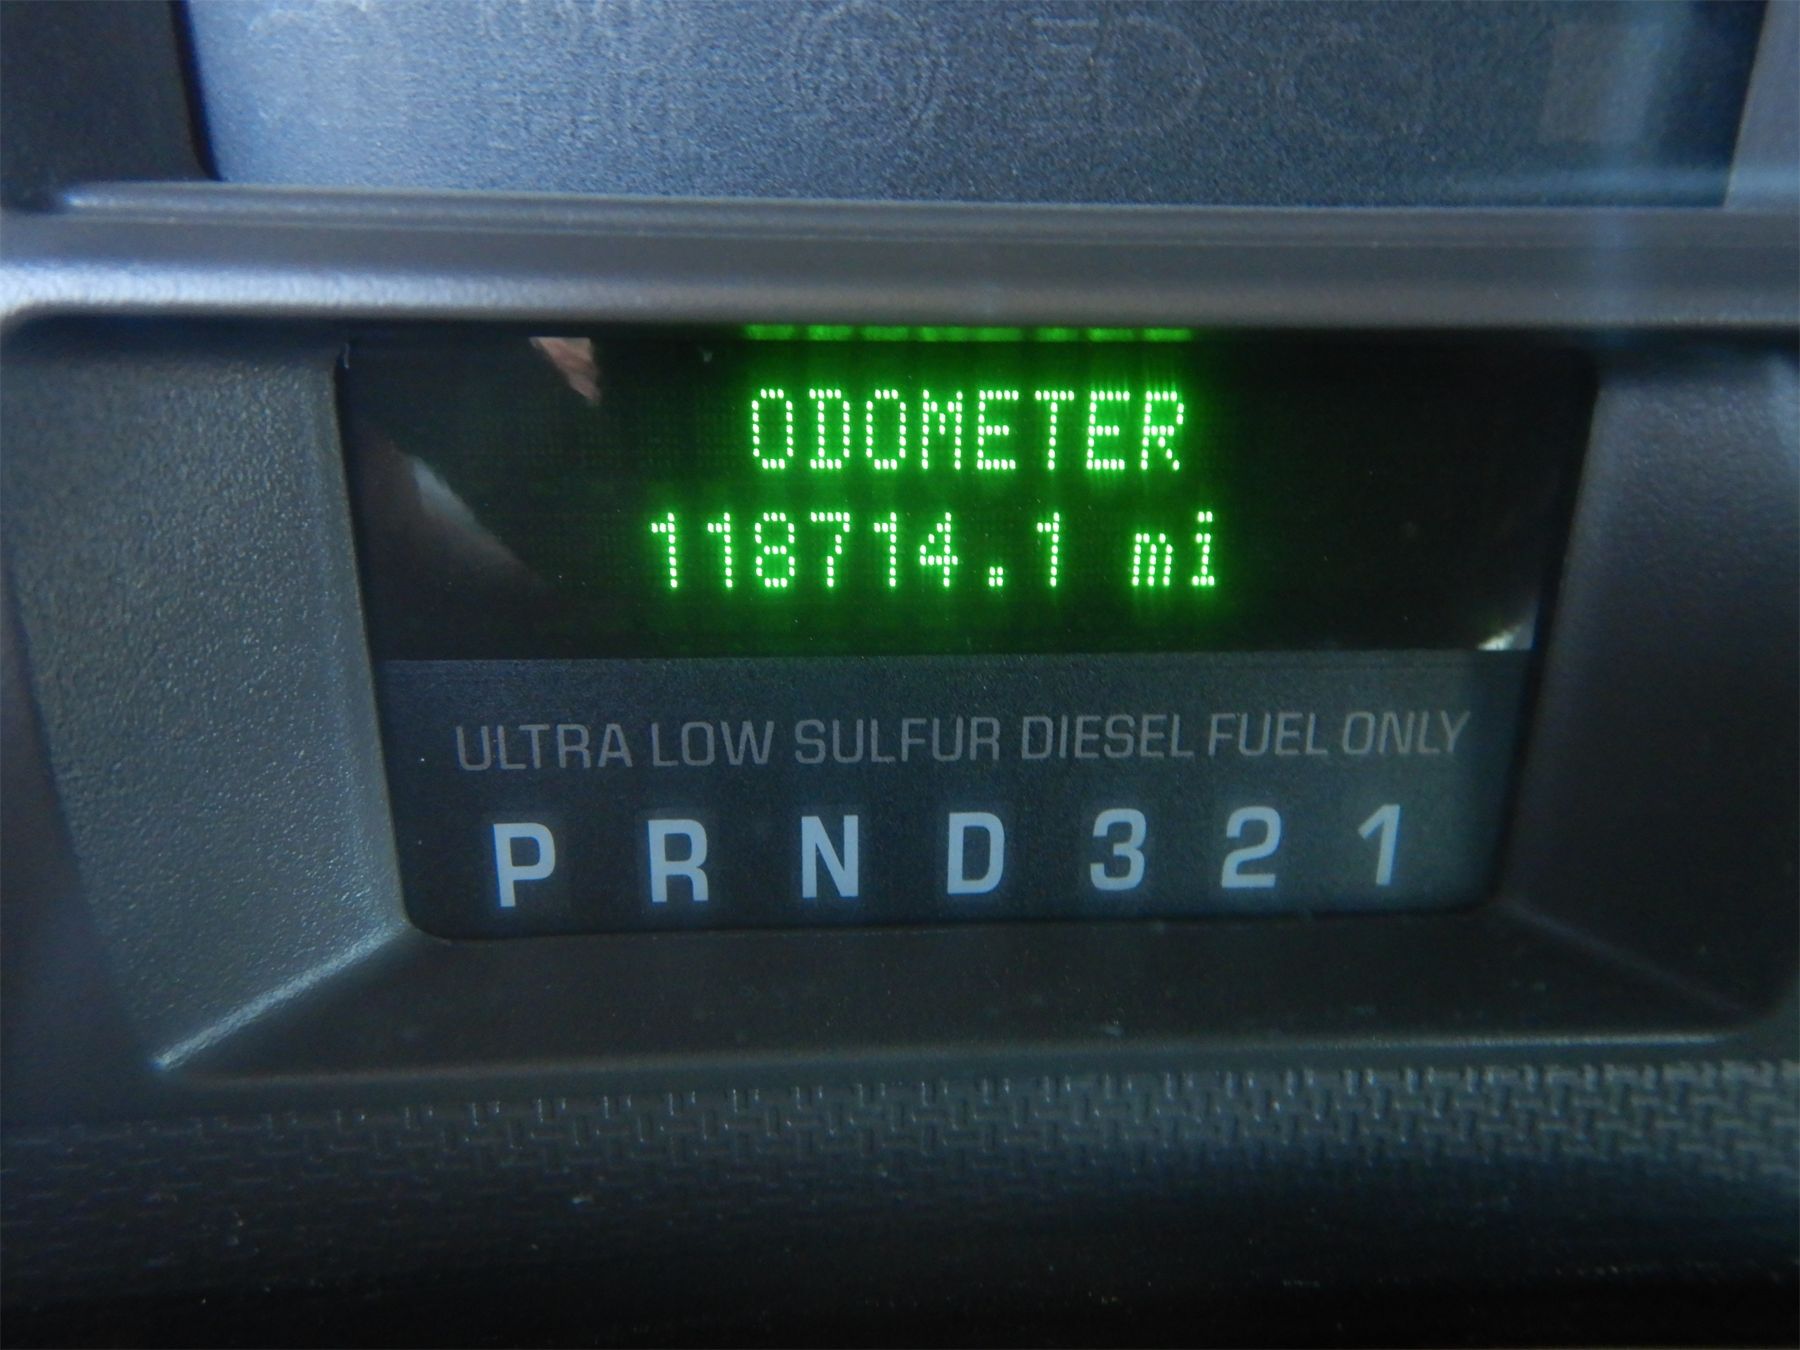 ODOMETER
118714.1 mi
ULTRA LOW SULFUR DIESEL FUEL ONLY
P R N D 3 2 1